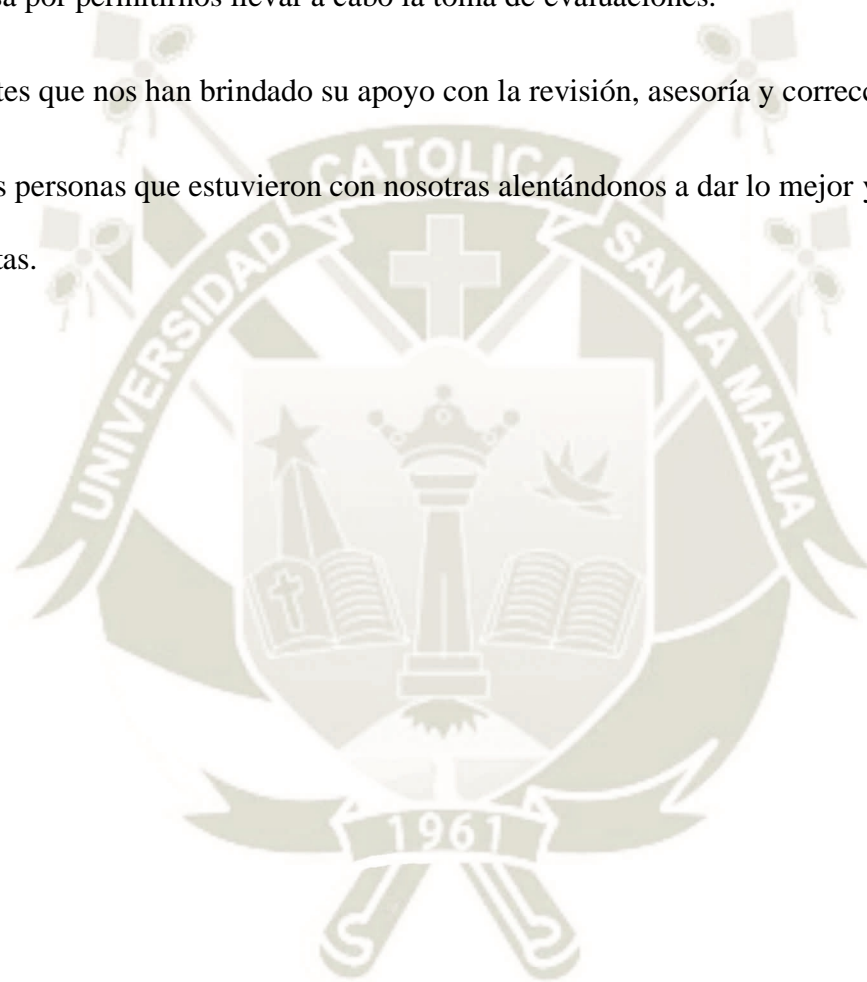 sa por permitirnos llevar a cabo la toma de evaluaciones.
tes que nos han brindado su apoyo con la revisión, asesoría y correcc
s personas que estuvieron con nosotras alentándonos a dar lo mejor y
tas.
UNIVERSIDAD CATOLICA SANTA MARIA
1961